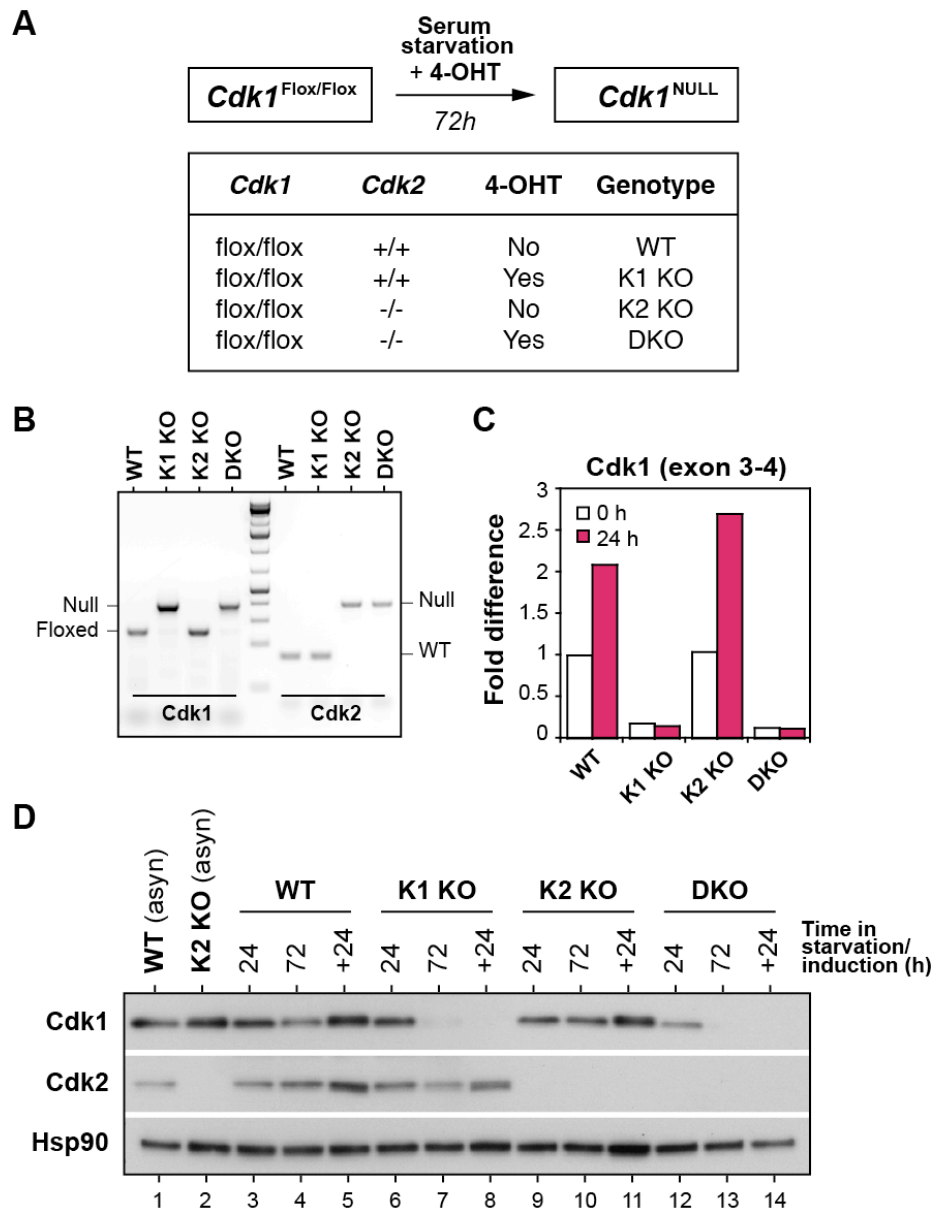 A
Serum
starvation
+ 4-OHT
Cdk1 Flox/Flox
72h
Cdk1 NULL
Cdk1 Cdk2 4-OHT Genotype
flox/flox +/+ No WT
flox/flox +/+ Yes K1 KO
flox/flox -/- No K2 KO
flox/flox -/- Yes DKO
B
WT K1 KO K2 KO DKO WT K1 KO K2 KO DKO
Null
Floxed
Null
WT
Cdk1 Cdk2
C
Cdk1 (exon 3-4)
Fold difference
3
2.5
2
1
0.5
0
0 h
24 h
WT K1 KO K2 KO DKO
D
WT (asyn) K2 KO (asyn)
WT K1 KO K2 KO DKO
24 72 +24 24 72 +24 24 72 +24 24 72 +24
Time in
starvation/
induction (h)
Cdk1
Cdk2
Hsp90
1 2 3 4 5 6 7 8 9 10 11 12 13 14